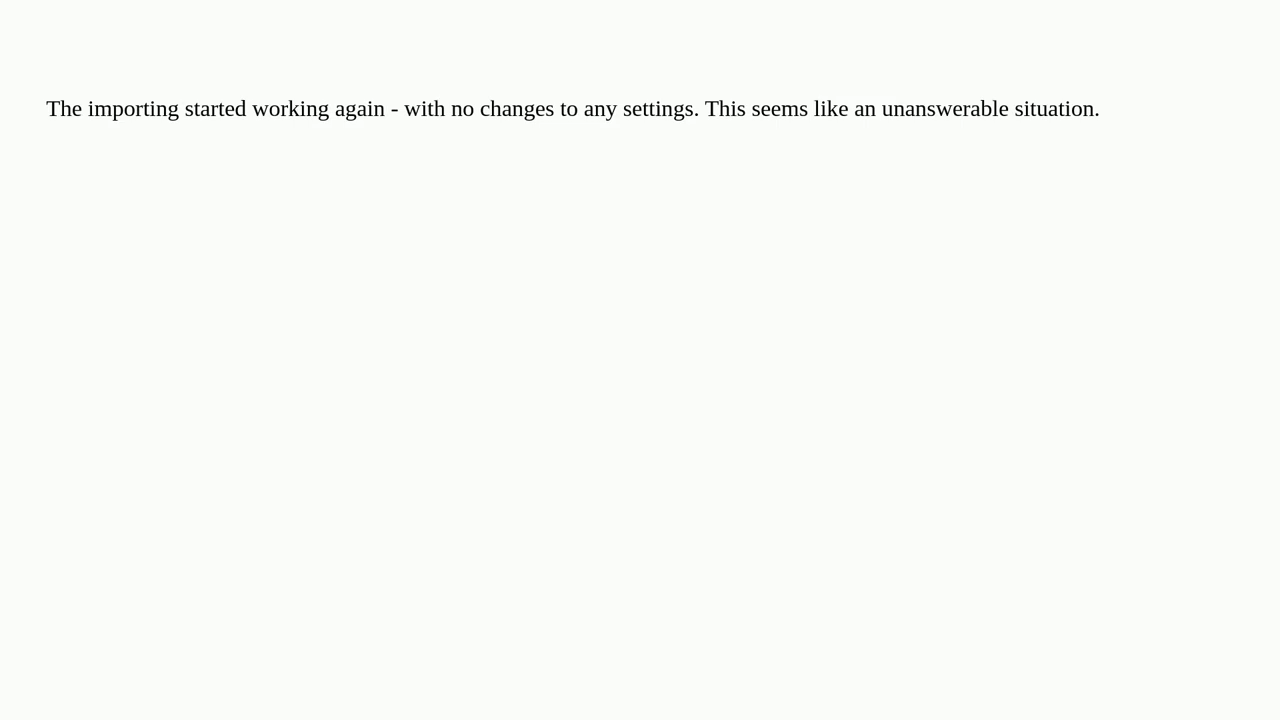 The importing started working again - with no changes to any settings. This seems like an unanswerable situation.